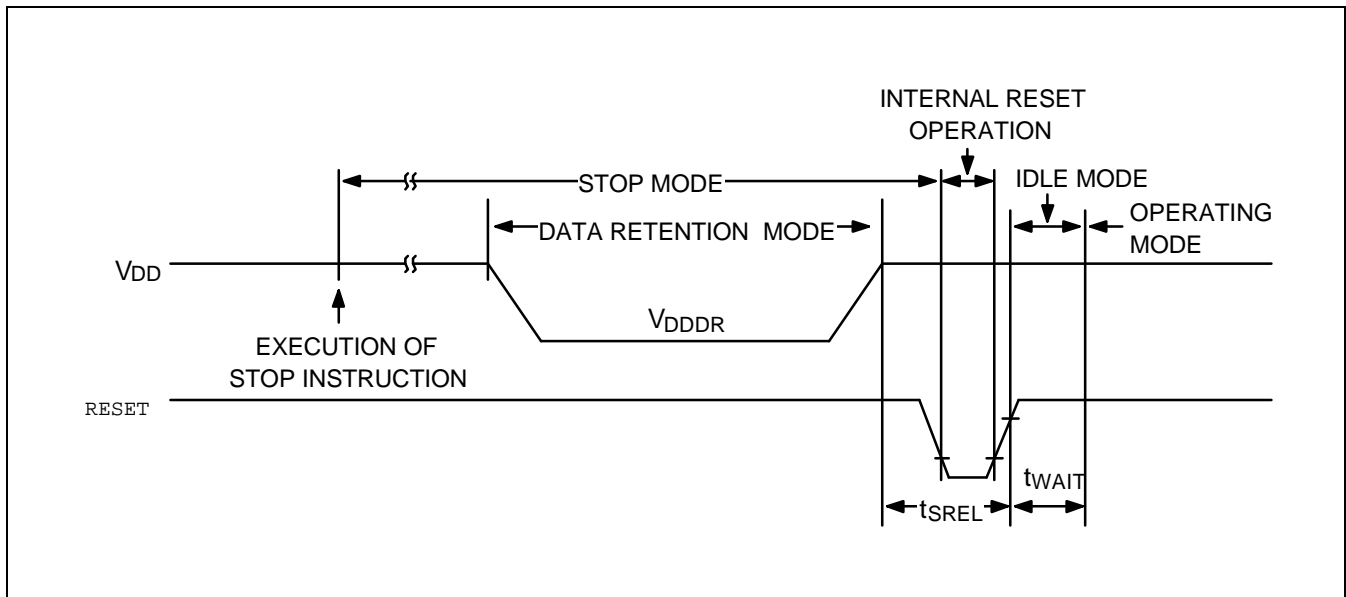 INTERNAL RESET
OPERATION
STOP MODE
IDLE MODE
DATA RETENTION MODE
OPERATING
MODE
VDD
VDDDR
EXECUTION OF
STOP INSTRUCTION
RESET
tWAIT
tSREL